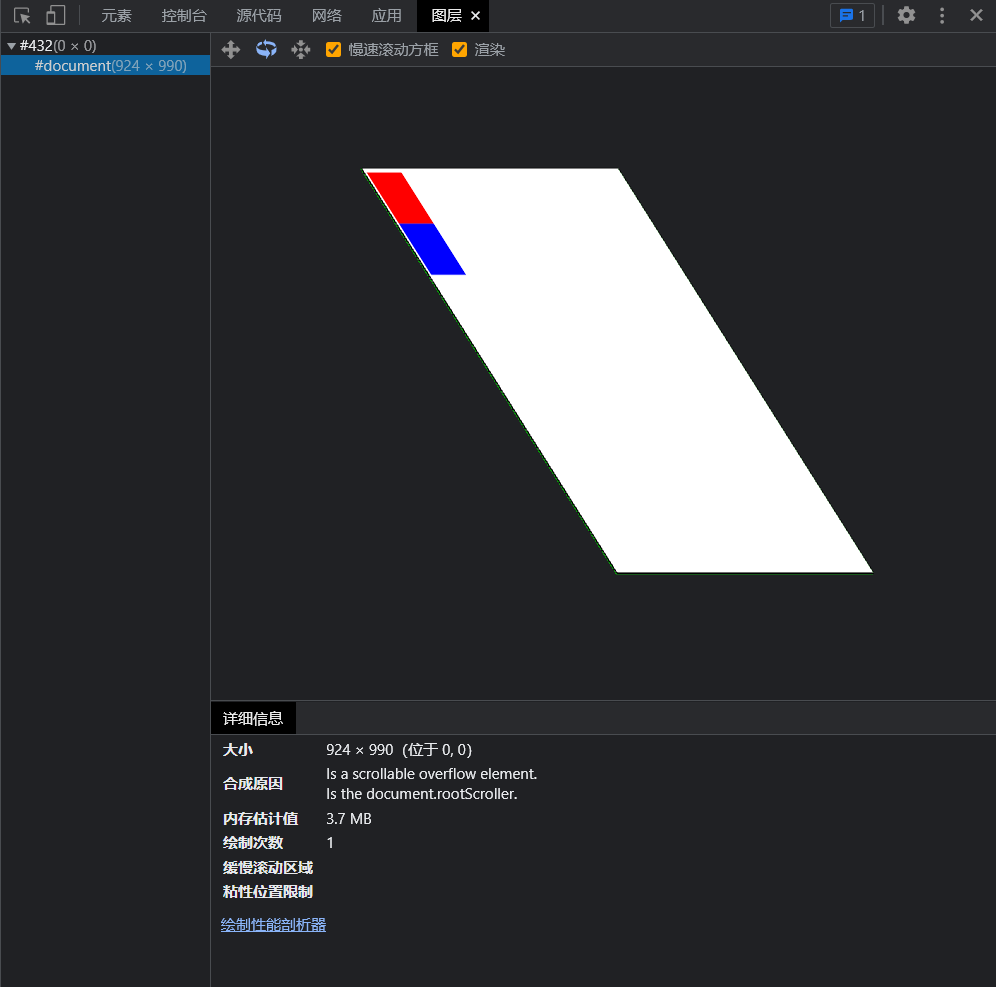 元素 控制台 源代码 网络 应用 图层 1
#432(0 × 0)
慢速滚动方框 渲染
#document(924 × 990)
详细信息
大小 924 × 990 (位于 0, 0)
合成原因 Is a scrollable overflow element.
Is the document.rootScroller.
内存估计值 3.7 MB
绘制次数 1
缓慢滚动区域
粘性位置限制
绘制性能剖析器